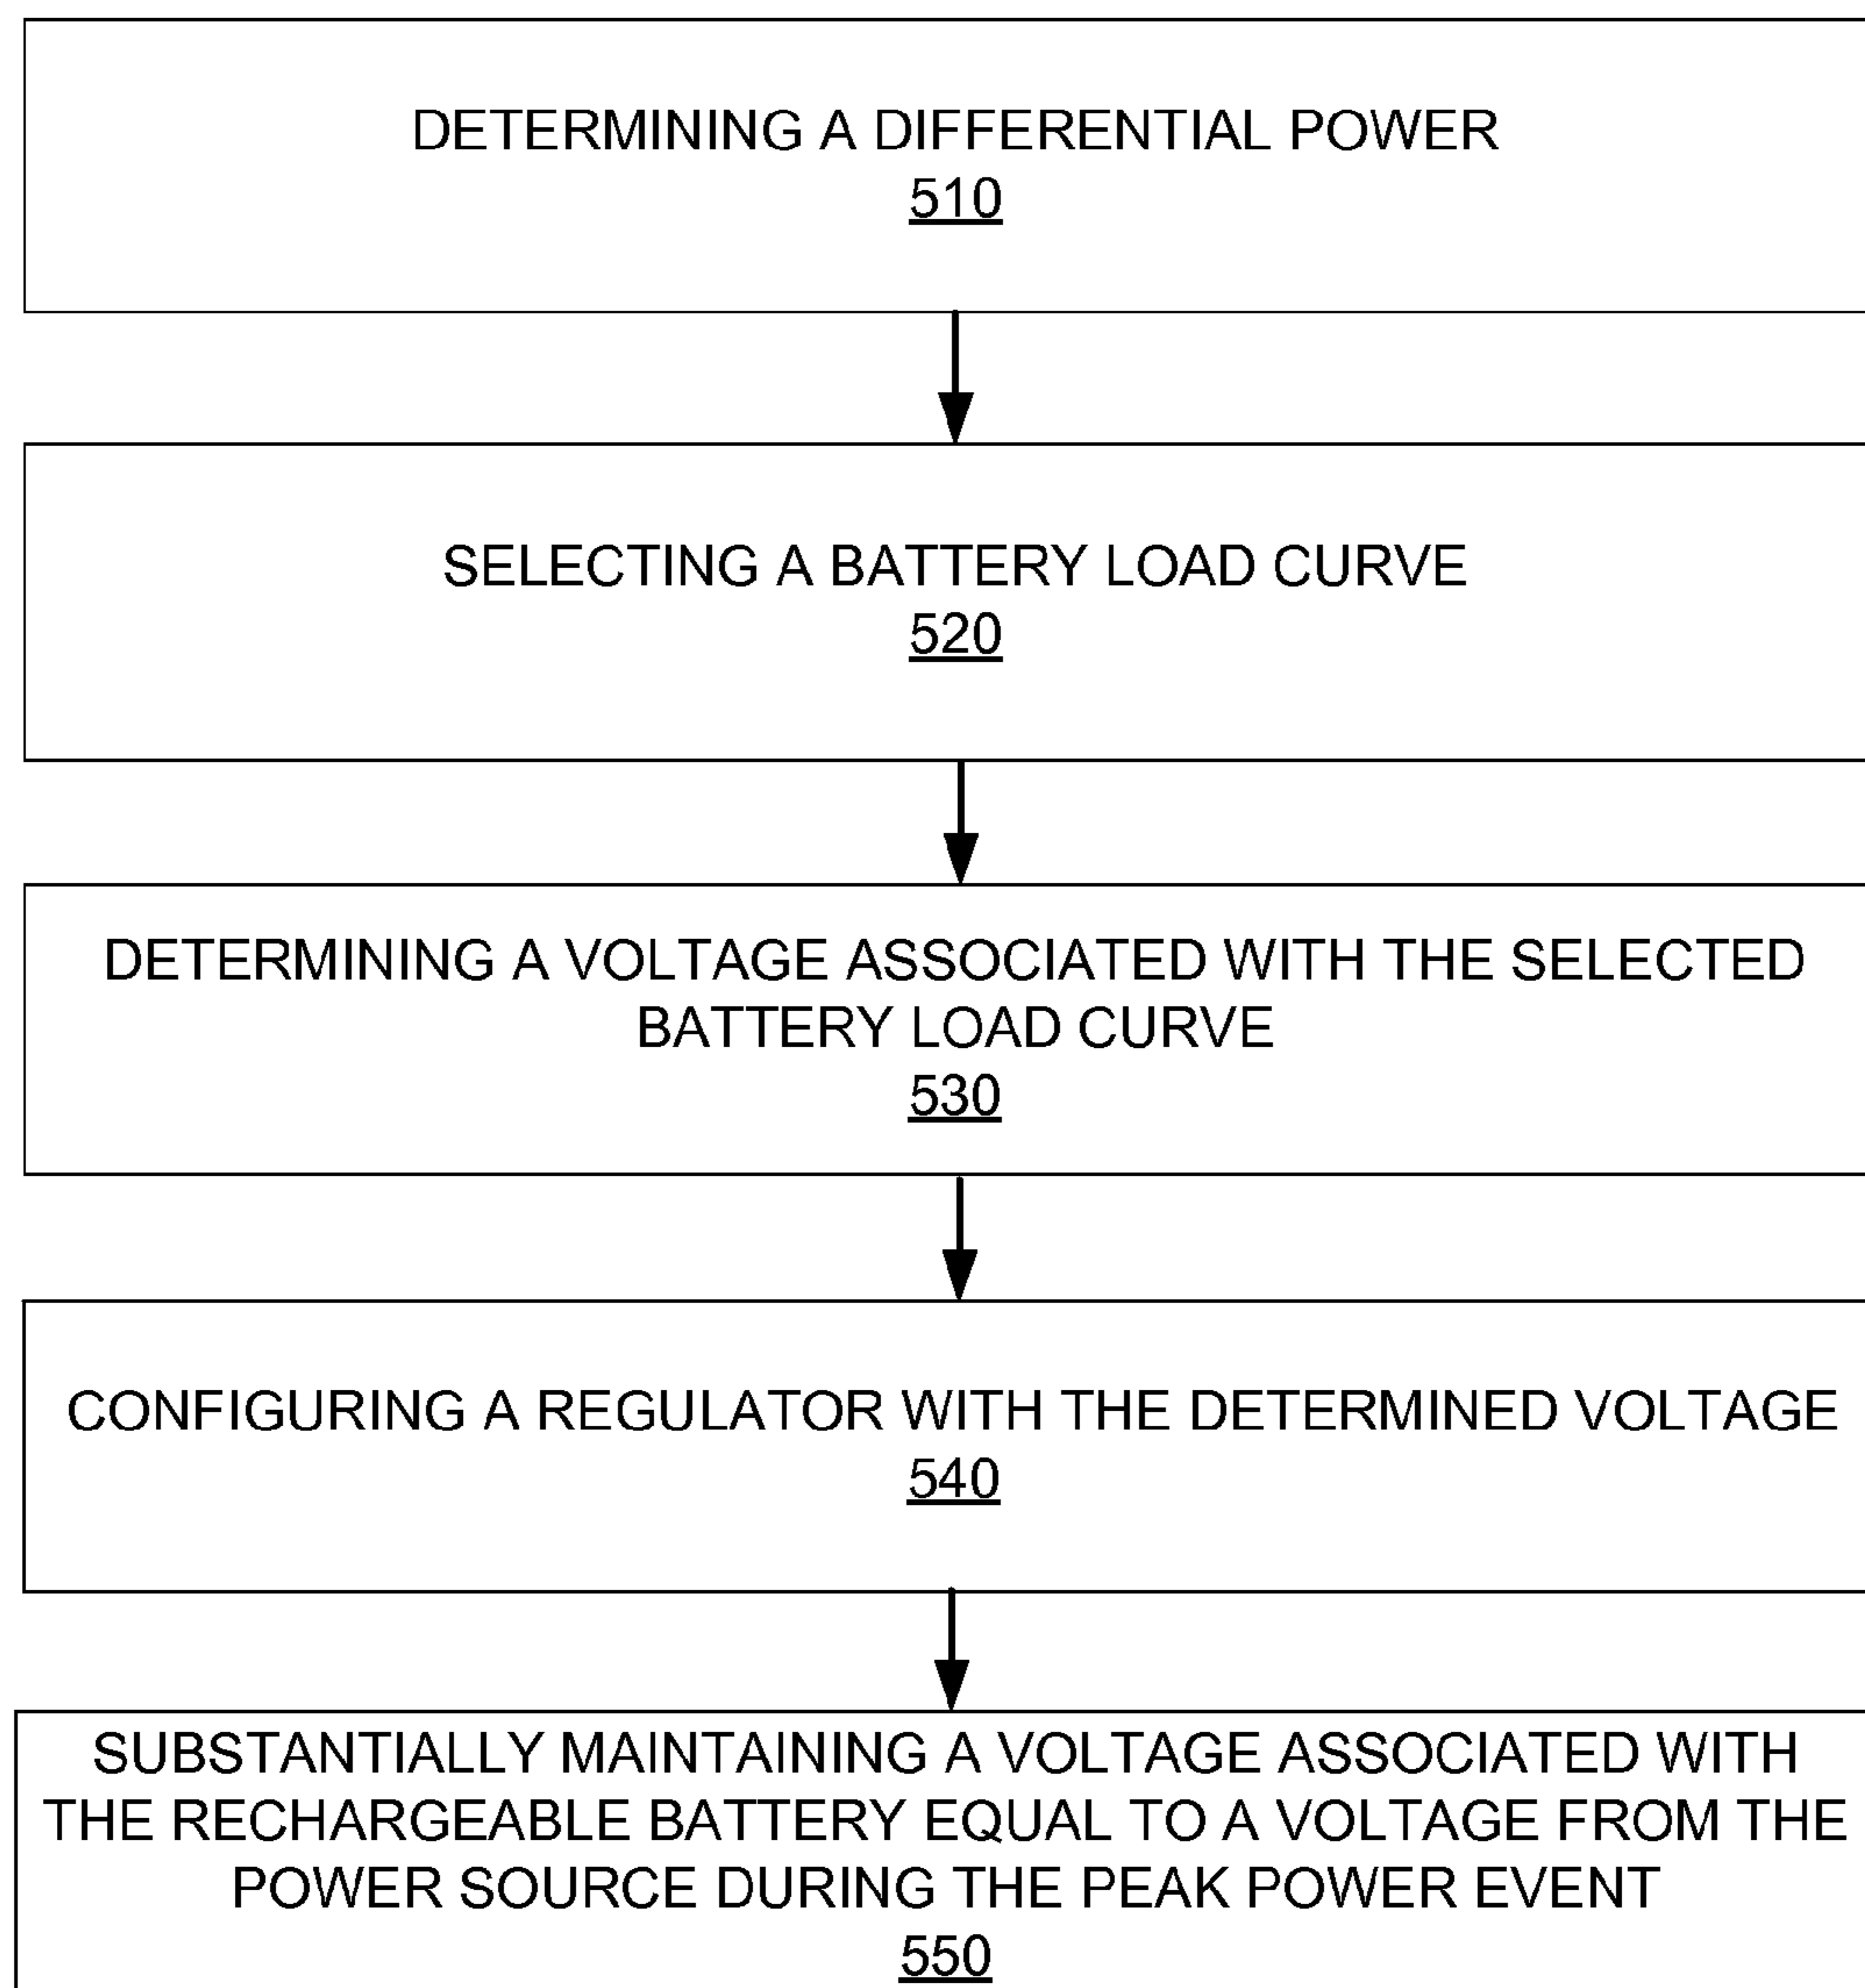 DETERMINING A DIFFERENTIAL POWER
510
SELECTING A BATTERY LOAD CURVE
520
DETERMINING A VOLTAGE ASSOCIATED WITH THE SELECTED
BATTERY LOAD CURVE
530
CONFIGURING A REGULATOR WITH THE DETERMINED VOLTAGE
540
SUBSTANTIALLY MAINTAINING A VOLTAGE ASSOCIATED WITH
THE RECHARGEABLE BATTERY EQUAL TO A VOLTAGE FROM THE
POWER SOURCE DURING THE PEAK POWER EVENT
550